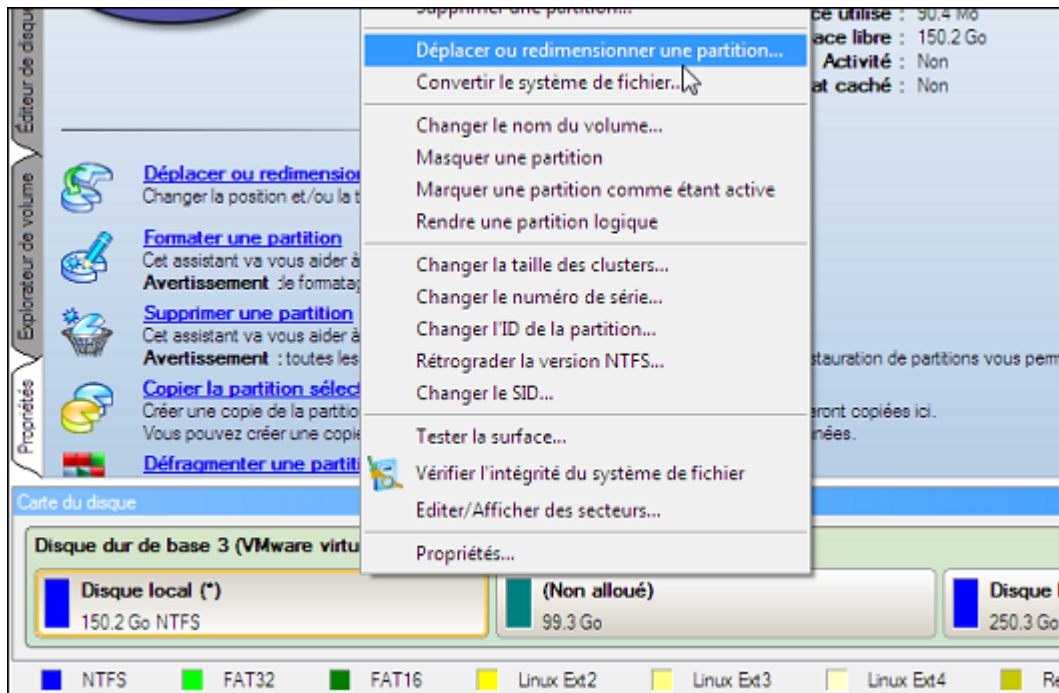 Supprimer une partition...
Déplacer ou redimensionner une partition...
Convertir le système de fichier...
Changer le nom du volume...
Masquer une partition
Marquer une partition comme étant active
Rendre une partition logique
Changer la taille des clusters...
Changer le numéro de série...
Changer l'ID de la partition...
Rétrograder la version NTFS...
Changer le SID...
Tester la surface...
Vérifier l'intégrité du système de fichier
Editer/Afficher des secteurs...
Propriétés...
ce utilisé : 90.4 Mo
ace libre : 150.2 Go
Activité : Non
at caché : Non
Éditeur de disque
Explorateur de volume
Propriétés
Déplacer ou redimension
Changer la position et/ou la t
Formater une partition
Cet assistant va vous aider à
Avertissement :le formatag
Supprimer une partition
Cet assistant va vous aider à
Avertissement : toutes les
stauration de partitions vous perm
Copier la partition sélect
Créer une copie de la partitio
ront copiées ici.
Vous pouvez créer une copie
nées.
Défragmenter une partiti
Carte du disque
Disque dur de base 3 (VMware virtu
Disque local (*)
150.2 Go NTFS
(Non alloué)
99.3 Go
Disque
250.3 Go
NTFS
FAT32
FAT16
Linux Ext2
Linux Ext3
Linux Ext4